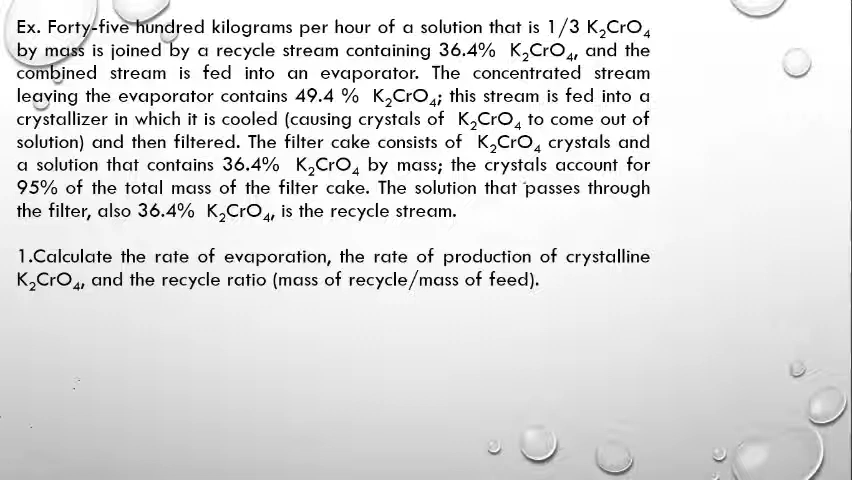 Ex. Forty-five hundred kilograms per hour of a solution that is 1/3 K₂CrO₄
by mass is joined by a recycle stream containing 36.4% K₂CrO₄, and the
combined stream is fed into an evaporator. The concentrated stream
leaving the evaporator contains 49.4 % K₂CrO₄; this stream is fed into a
crystallizer in which it is cooled (causing crystals of K₂CrO₄ to come out of
solution) and then filtered. The filter cake consists of K₂CrO₄ crystals and
a solution that contains 36.4% K₂CrO₄ by mass; the crystals account for
95% of the total mass of the filter cake. The solution that passes through
the filter, also 36.4% K₂CrO₄, is the recycle stream.
1.Calculate the rate of evaporation, the rate of production of crystalline
K₂CrO₄, and the recycle ratio (mass of recycle/mass of feed).